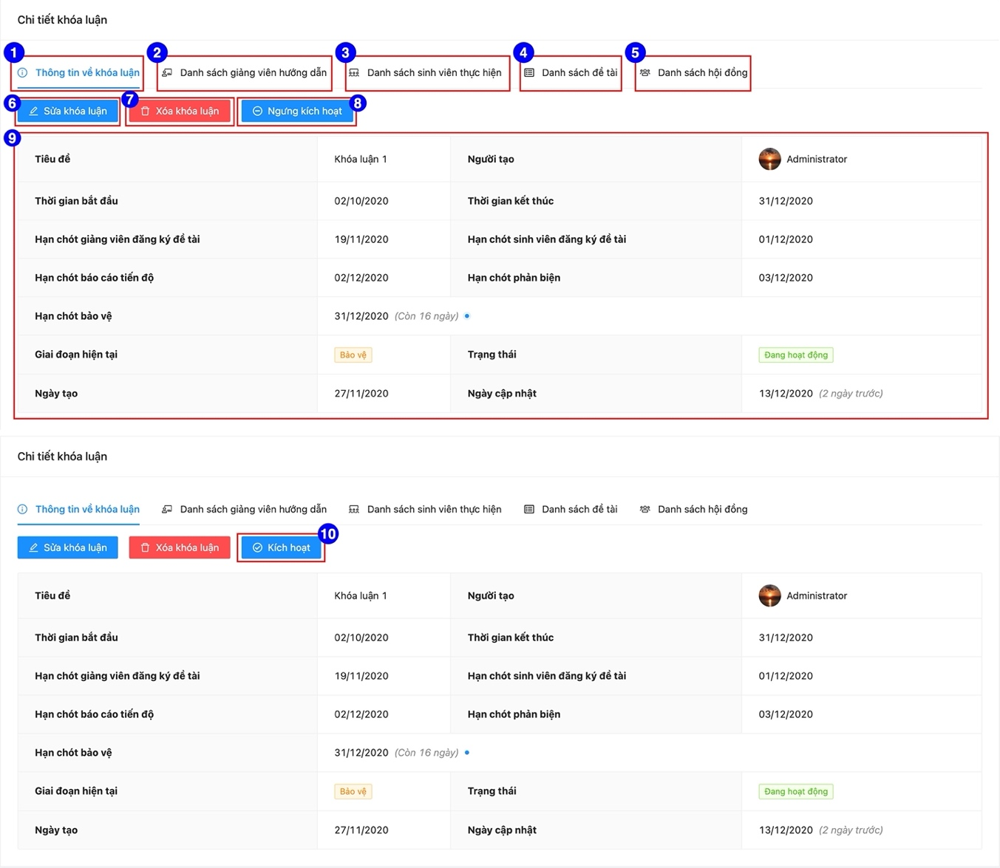 Chi tiết khóa luận
1 2 3 4 5
Thông tin về khóa luận Danh sách giảng viên hướng dẫn Danh sách sinh viên thực hiện Danh sách đề tài Danh sách hội đồng
6 7 8
Sửa khóa luận Xóa khóa luận Ngưng kích hoạt
9
Tiêu đề Khóa luận 1 Người tạo Administrator
Thời gian bắt đầu 02/10/2020 Thời gian kết thúc 31/12/2020
Hạn chót giảng viên đăng ký đề tài 19/11/2020 Hạn chót sinh viên đăng ký đề tài 01/12/2020
Hạn chót báo cáo tiến độ 02/12/2020 Hạn chót phản biện 03/12/2020
Hạn chót bảo vệ 31/12/2020 (Còn 16 ngày)
Giai đoạn hiện tại Bảo vệ Trạng thái Đang hoạt động
Ngày tạo 27/11/2020 Ngày cập nhật 13/12/2020 (2 ngày trước)
Chi tiết khóa luận
Thông tin về khóa luận Danh sách giảng viên hướng dẫn Danh sách sinh viên thực hiện Danh sách đề tài Danh sách hội đồng
10
Sửa khóa luận Xóa khóa luận Kích hoạt
Tiêu đề Khóa luận 1 Người tạo Administrator
Thời gian bắt đầu 02/10/2020 Thời gian kết thúc 31/12/2020
Hạn chót giảng viên đăng ký đề tài 19/11/2020 Hạn chót sinh viên đăng ký đề tài 01/12/2020
Hạn chót báo cáo tiến độ 02/12/2020 Hạn chót phản biện 03/12/2020
Hạn chót bảo vệ 31/12/2020 (Còn 16 ngày)
Giai đoạn hiện tại Bảo vệ Trạng thái Đang hoạt động
Ngày tạo 27/11/2020 Ngày cập nhật 13/12/2020 (2 ngày trước)